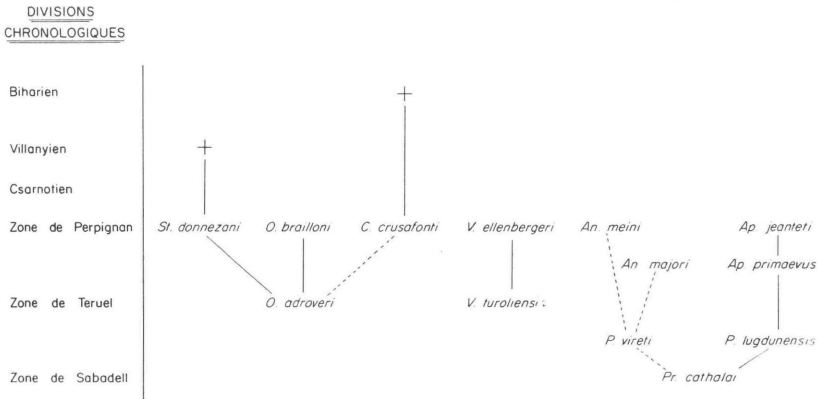 DIVISIONS
CHRONOLOGIQUES
Biharien
Villanyien
Csarnotien
Zone de Perpignan St. donnezani O. brailloni C. crusafonti V. ellenbergeri An. meini Ap. jeanteti
An. majori Ap. primaevus
Zone de Teruel O. adroveri V. turoliensis
P. vireti P. lugdunensis
Zone de Sabadell Pr. cathalai